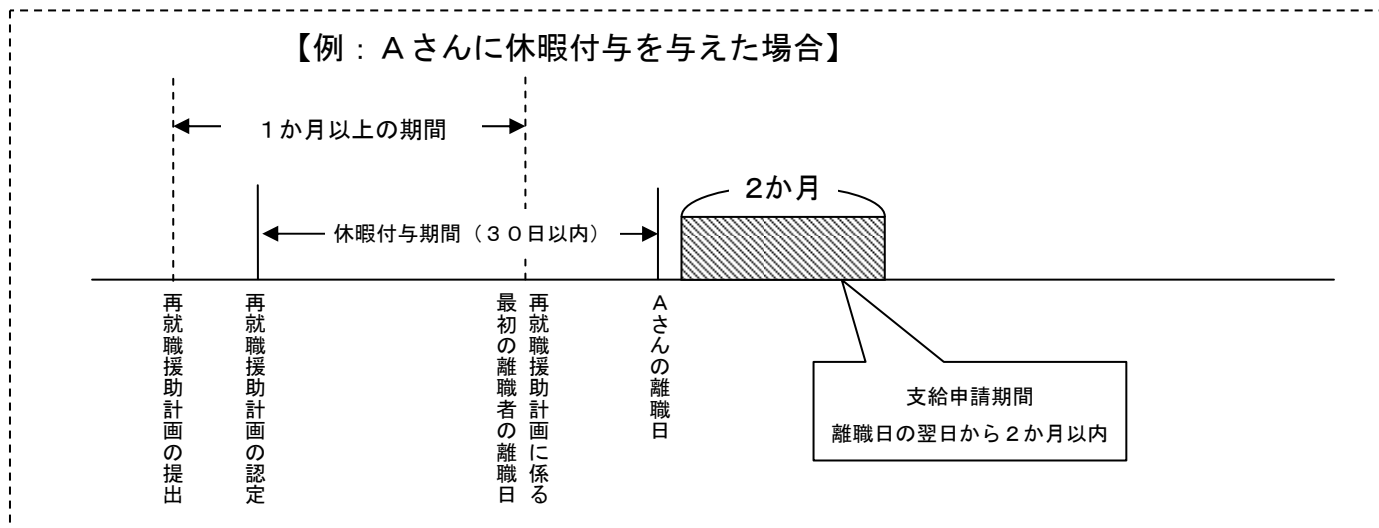 【例：Ａさんに休暇付与を与えた場合】
１か月以上の期間
2か月
休暇付与期間（３０日以内）
再就職援助計画の提出
再就職援助計画の認定
再就職援助計画に係る
最初の離職者の離職日
Ａさんの離職日
支給申請期間
離職日の翌日から２か月以内